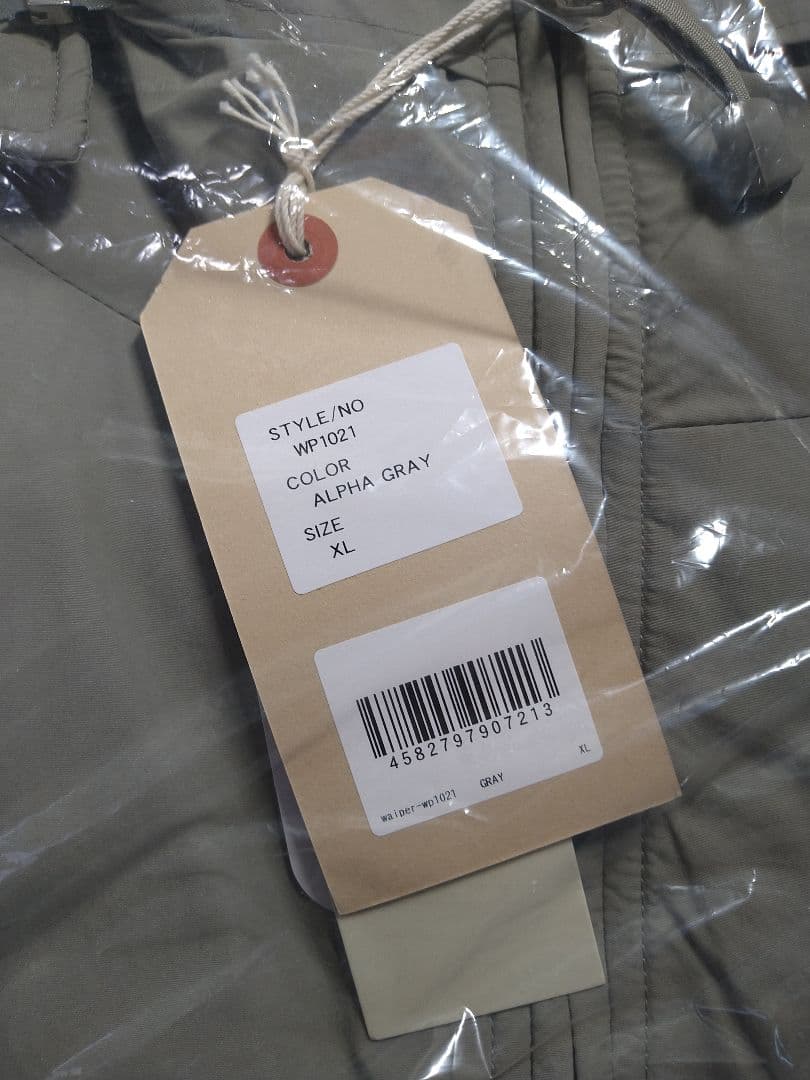 STYLE/NO
WP1021
COLOR
ALPHA GRAY
SIZE
XL
4582797907213
waiper-wp1021 GRAY XL